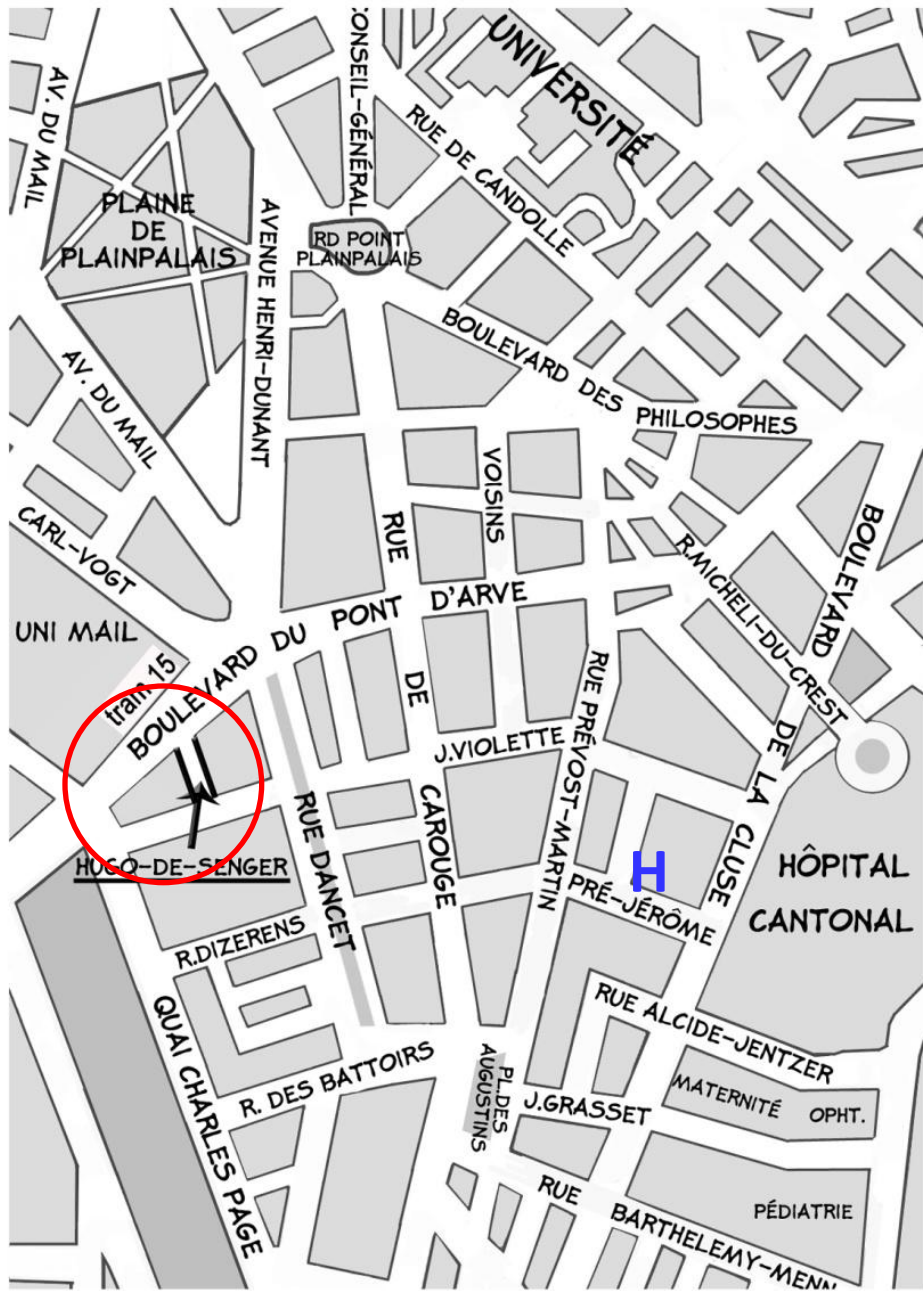 CONSEIL-GÉNÉRAL
UNIVERSITÉ
AV. DU MAIL
RUE DE CANDOLLE
PLAINE
DE
PLAINPALAIS
AVENUE HENRI-DUNANT
RD POINT
PLAINPALAIS
BOULEVARD DES PHILOSOPHES
AV. DU MAIL
VOISINS
CARL-VOGT
RUE DE CAROUGE
BOULEVARD DE LA CLUSE
R.MICHELI-DU-CREST
UNI MAIL
train 15
BOULEVARD DU PONT D'ARVE
RUE PRÉVOST-MARTIN
J.VIOLETTE
RUE DANCET
HUGO-DE-SENGER
H
HÔPITAL
CANTONAL
PRÉ-JÉRÔME
R.DIZERENS
QUAI CHARLES PAGE
RUE ALCIDE-JENTZER
R. DES BATTOIRS
PL.DES
AUGUSTINS
J.GRASSET
MATERNITÉ
OPHT.
RUE BARTHELEMY-MENN
PÉDIATRIE